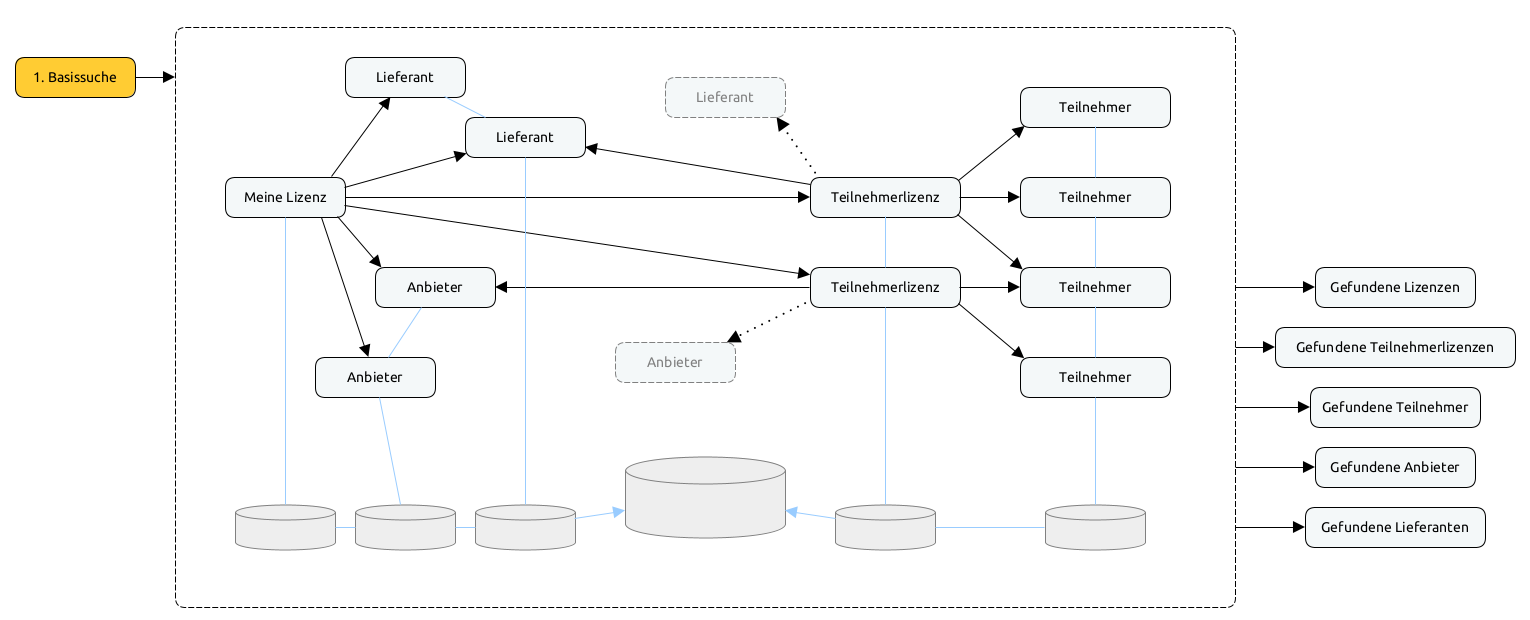 1. Basissuche
Lieferant
Lieferant
Teilnehmer
Lieferant
Meine Lizenz
Teilnehmerlizenz
Teilnehmer
Anbieter
Teilnehmerlizenz
Teilnehmer
Anbieter
Anbieter
Teilnehmer
Gefundene Lizenzen
Gefundene Teilnehmerlizenzen
Gefundene Teilnehmer
Gefundene Anbieter
Gefundene Lieferanten